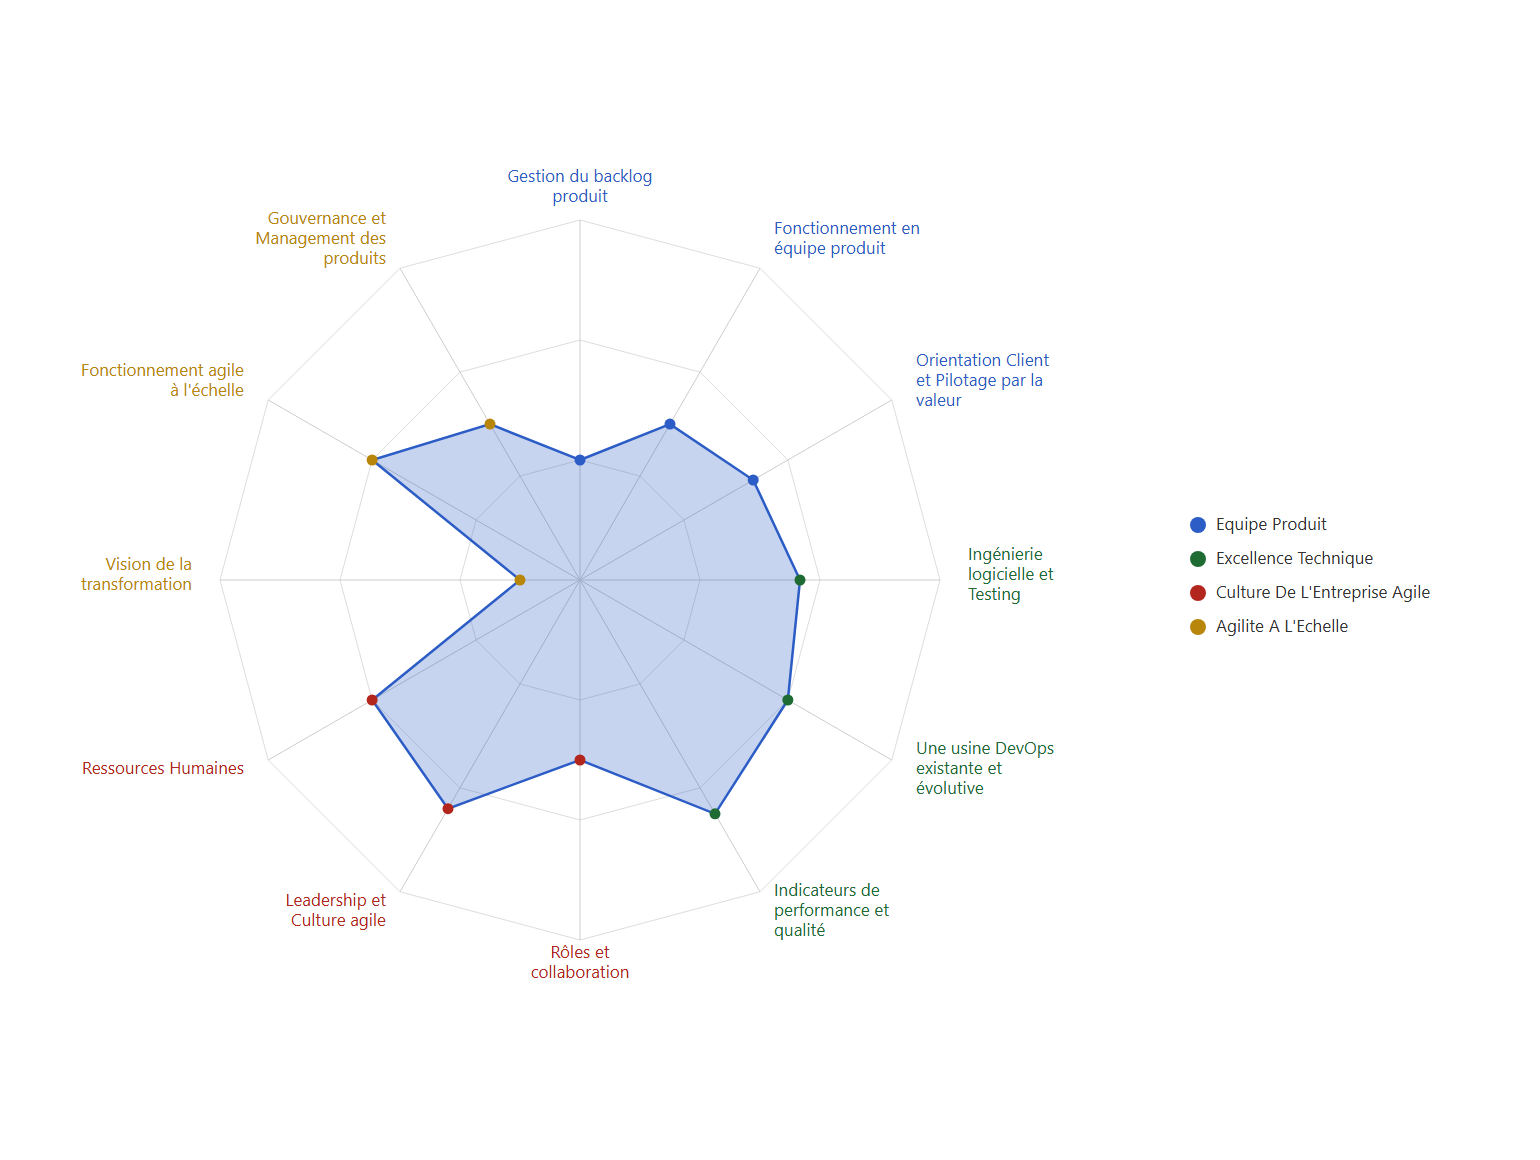 Gestion du backlog
produit
Fonctionnement en
équipe produit
Orientation Client
et Pilotage par la
valeur
Ingénierie
logicielle et
Testing
Une usine DevOps
existante et
évolutive
Indicateurs de
performance et
qualité
Rôles et
collaboration
Leadership et
Culture agile
Ressources Humaines
Vision de la
transformation
Fonctionnement agile
à l'échelle
Gouvernance et
Management des
produits
Equipe Produit
Excellence Technique
Culture De L'Entreprise Agile
Agilite A L'Echelle